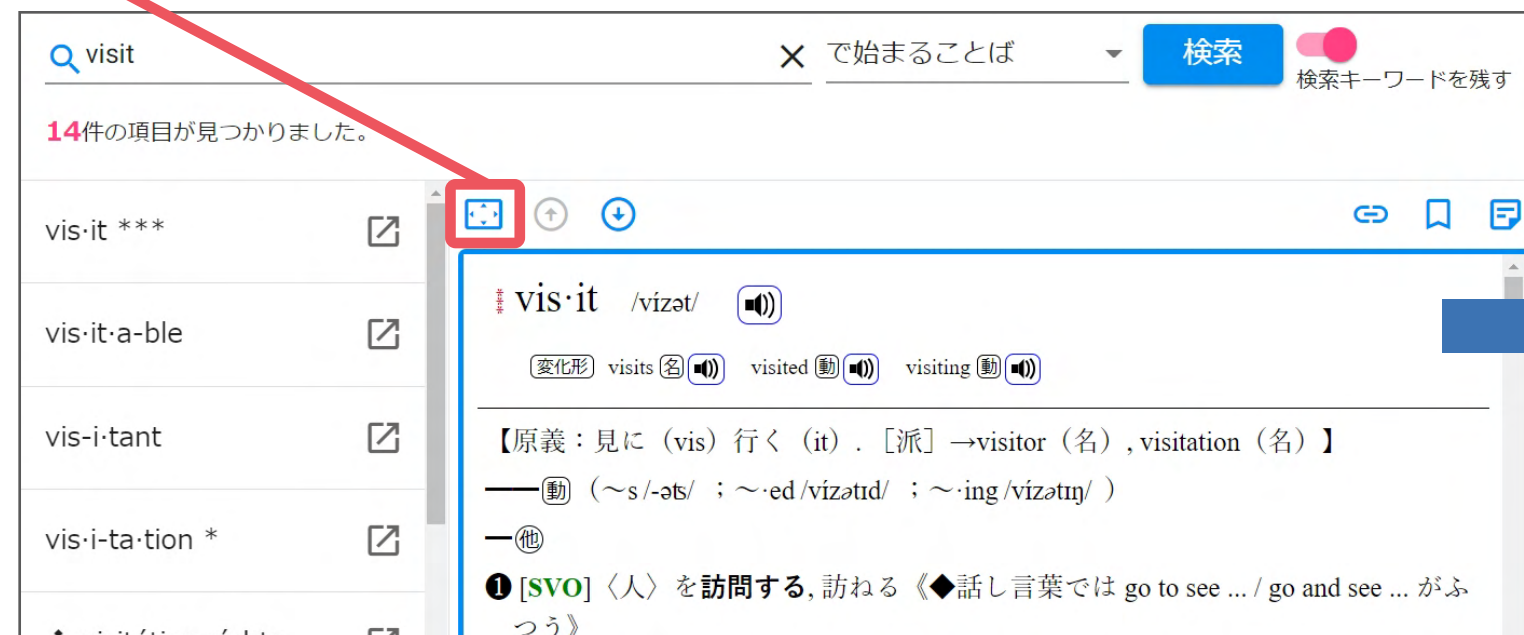 visit
で始まることば
検索
検索キーワードを残す
14件の項目が見つかりました。
vis·it ***
vis·it·a-ble
vis-i·tant
vis·i-ta·tion *
vis·it /vízət/
変化形 visits 名 visited 動 visiting 動
【原義：見に（vis）行く（it）．［派］→visitor（名）, visitation（名）】
――動 （～s /-əts/ ；～·ed /vízətɪd/ ；～·ing /vízətɪŋ/ ）
―他
❶ [SVO]〈人〉を訪問する, 訪ねる《◆話し言葉では go to see ... / go and see ... がふ
つう》